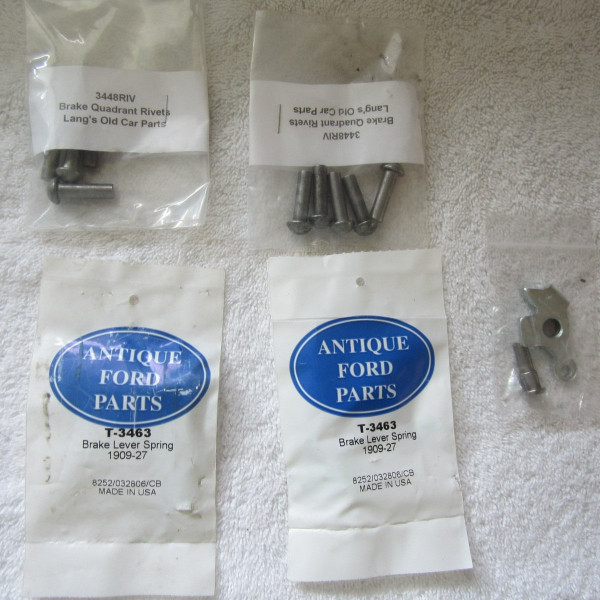 3448RIV
Brake Quadrant Rivets
Lang's Old Car Parts
3448RIV
Brake Quadrant Rivets
Lang's Old Car Parts
ANTIQUE
FORD
PARTS
T-3463
Brake Lever Spring
1909-27
8252/032806/CB
MADE IN USA
ANTIQUE
FORD
PARTS
T-3463
Brake Lever Spring
1909-27
8252/032806/CB
MADE IN USA